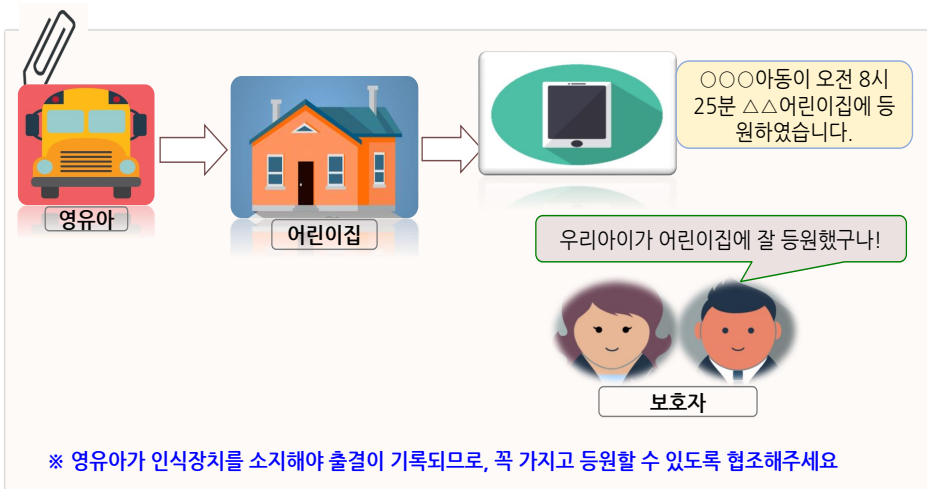 ○○○아동이 오전 8시
25분 △△어린이집에 등
원하였습니다.
영유아
어린이집
우리아이가 어린이집에 잘 등원했구나!
보호자
※ 영유아가 인식장치를 소지해야 출결이 기록되므로, 꼭 가지고 등원할 수 있도록 협조해주세요